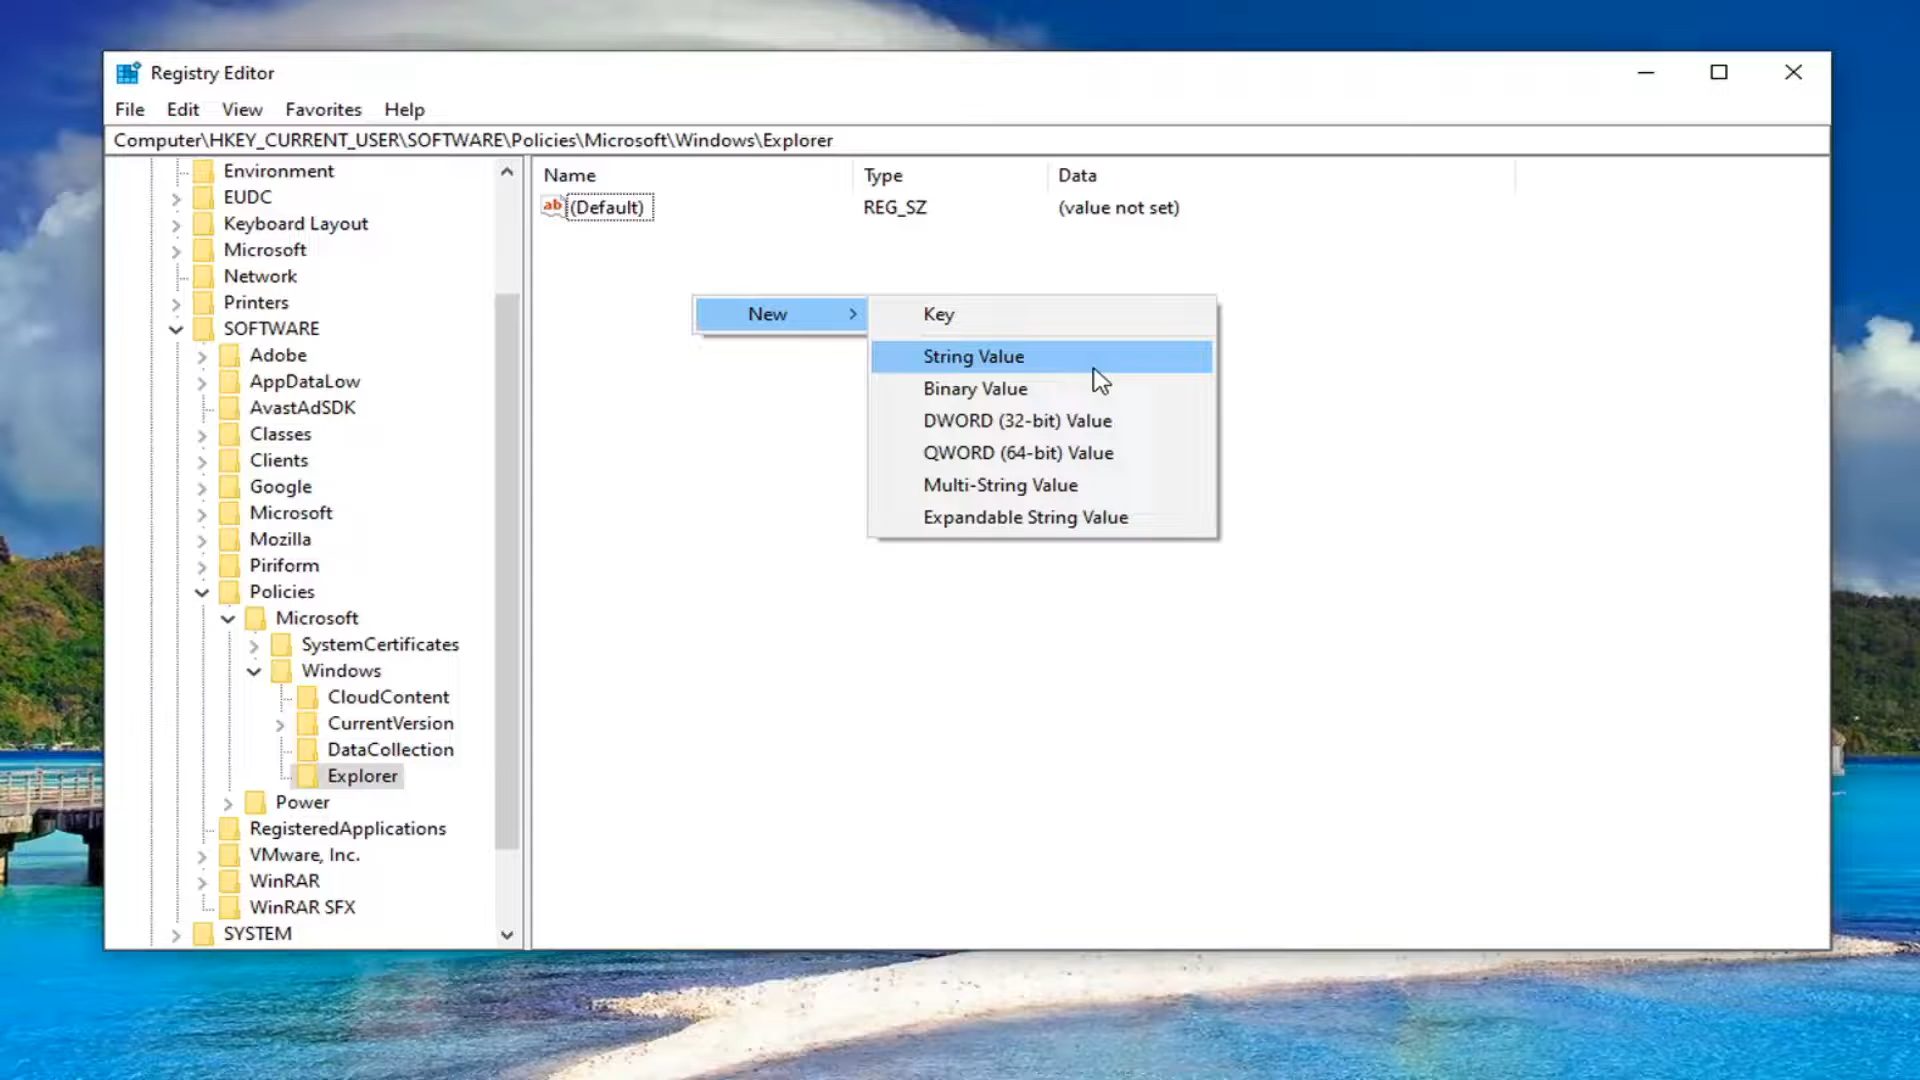 Registry Editor
File Edit View Favorites Help
Computer\HKEY_CURRENT_USER\SOFTWARE\Policies\Microsoft\Windows\Explorer
Environment
EUDC
Keyboard Layout
Microsoft
Network
Printers
SOFTWARE
Adobe
AppDataLow
AvastAdSDK
Classes
Clients
Google
Microsoft
Mozilla
Piriform
Policies
Microsoft
SystemCertificates
Windows
CloudContent
CurrentVersion
DataCollection
Explorer
Power
RegisteredApplications
VMware, Inc.
WinRAR
WinRAR SFX
SYSTEM
Name Type Data
ab (Default) REG_SZ (value not set)
New
Key
String Value
Binary Value
DWORD (32-bit) Value
QWORD (64-bit) Value
Multi-String Value
Expandable String Value